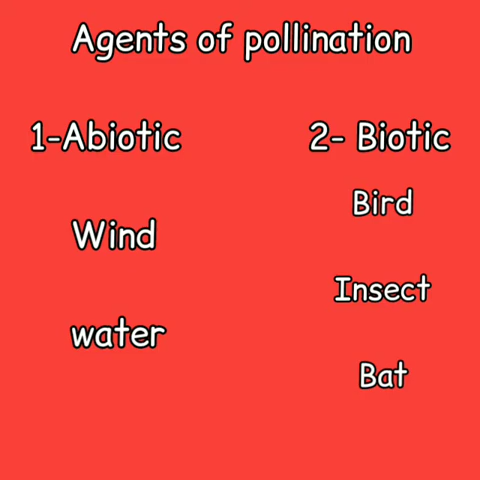 Agents of pollination
1-Abiotic
Wind
water
2- Biotic
Bird
Insect
Bat